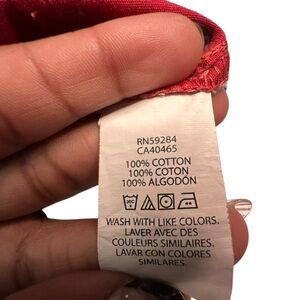 RN59284
CA40465
100% COTTON
100% COTON
100% ALGODÓN
WASH WITH LIKE COLORS.
LAVER AVEC DES
COULEURS SIMILAIRES.
LAVAR CON COLORES
SIMILARES.